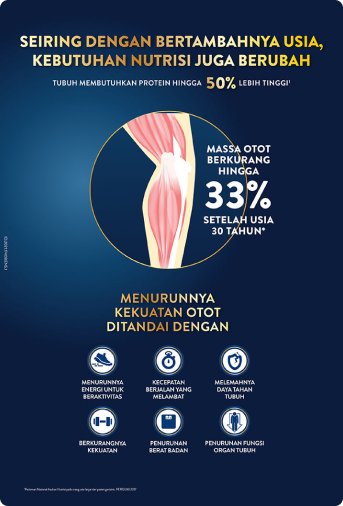 SEIRING DENGAN BERTAMBAHNYA USIA,
KEBUTUHAN NUTRISI JUGA BERUBAH
TUBUH MEMBUTUHKAN PROTEIN HINGGA 50% LEBIH TINGGI¹
MASSA OTOT
BERKURANG
HINGGA
33%
SETELAH USIA
30 TAHUN*
MENURUNNYA
KEKUATAN OTOT
DITANDAI DENGAN
MENURUNNYA
ENERGI UNTUK
BERAKTIVITAS
KECEPATAN
BERJALAN YANG
MELAMBAT
MELEMAHNYA
DAYA TAHAN
TUBUH
BERKURANGNYA
KEKUATAN
PENURUNAN
BERAT BADAN
PENURUNAN FUNGSI
ORGAN TUBUH